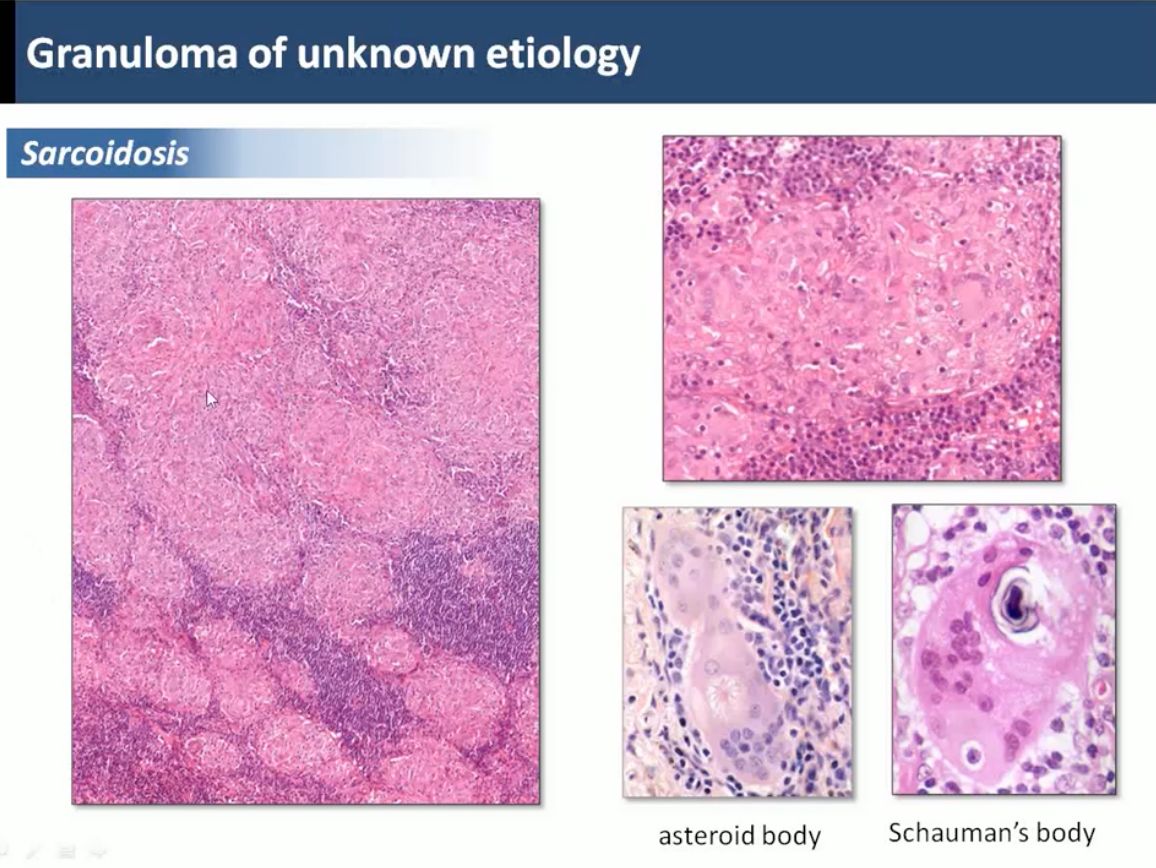 Granuloma of unknown etiology
Sarcoidosis
asteroid body
Schauman's body